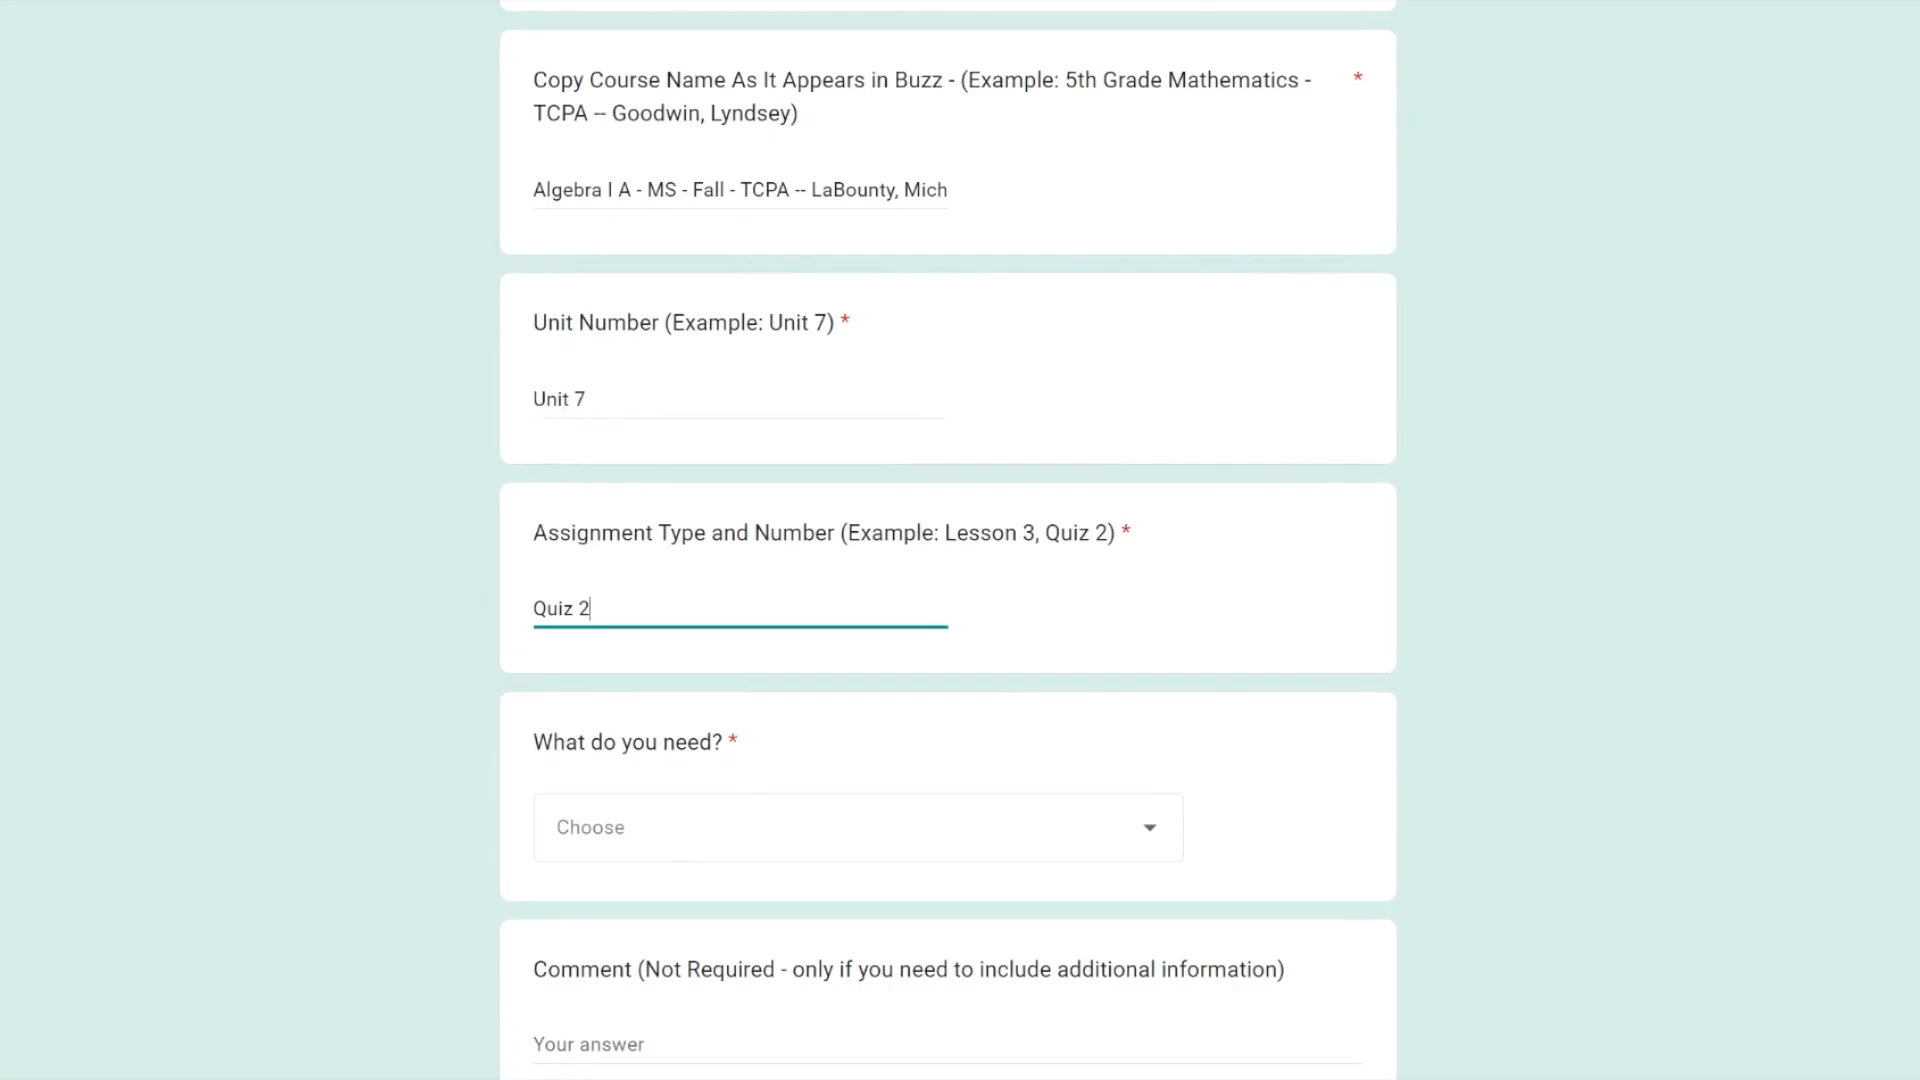 Copy Course Name As It Appears in Buzz - (Example: 5th Grade Mathematics - *
TCPA -- Goodwin, Lyndsey)
Algebra I A - MS - Fall - TCPA -- LaBounty, Mich
Unit Number (Example: Unit 7) *
Unit 7
Assignment Type and Number (Example: Lesson 3, Quiz 2) *
Quiz 2
What do you need? *
Choose
Comment (Not Required - only if you need to include additional information)
Your answer